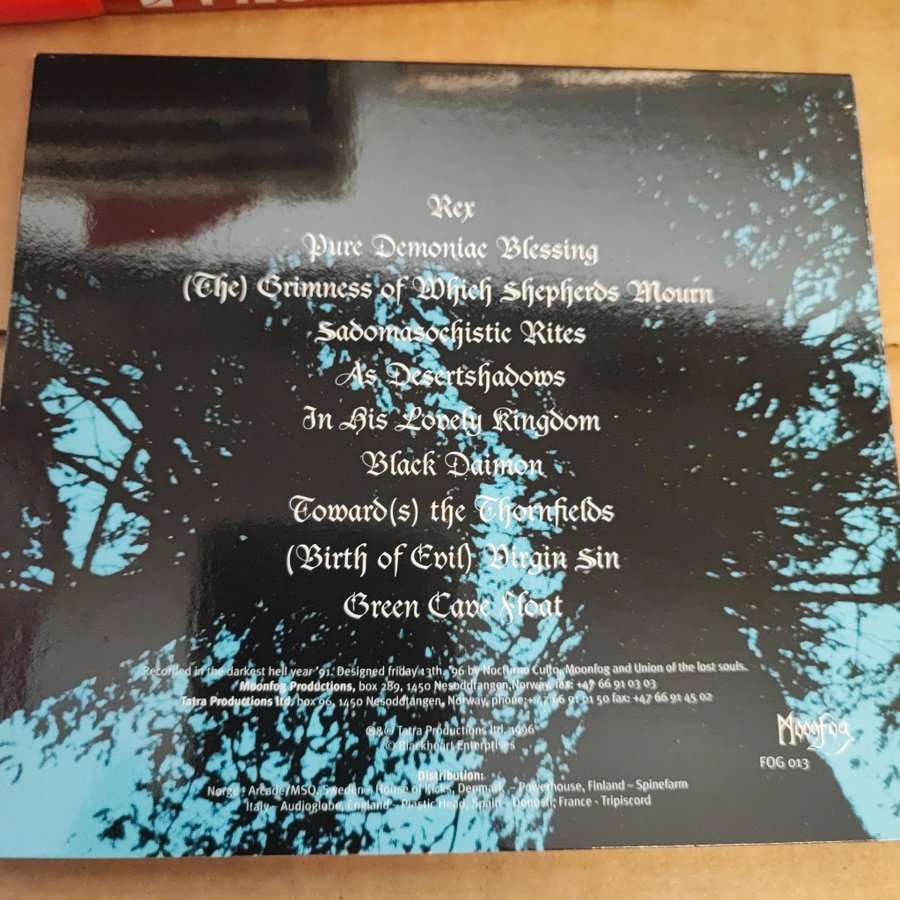 Rex
Pure Demoniac Blessing
(The) Grimness of Which Shepherds Mourn
Sadomasochistic Rites
As Desertshadows
In His Lovely Kingdom
Black Daimon
Toward(s) the Thornfields
(Birth of Evil) Virgin Sin
Green Cave Float
Recorded in the darkest hell year '91. Designed friday 13th. '96 by Nocturno Culto, Moonfog and Union of the lost souls.
Moonfog Productions, box 289, 1450 Nesoddtangen, Norway, fax: +47 66 91 03 03
Tatra Productions ltd, box 96, 1450 Nesoddtangen, Norway, phone: +47 66 91 01 50 fax: +47 66 91 45 02
℗&© Tatra Productions ltd. 1996
© Blackheart Enterprises
Moonfog
FOG 013
Distribution:
Norge - Arcade/MSO, Sweden - House of Kicks, Denmark - Powerhouse, Finland - Spinefarm
Italy - Audioglobe, England - Plastic Head, Spain - Donosti, France - Tripiscord